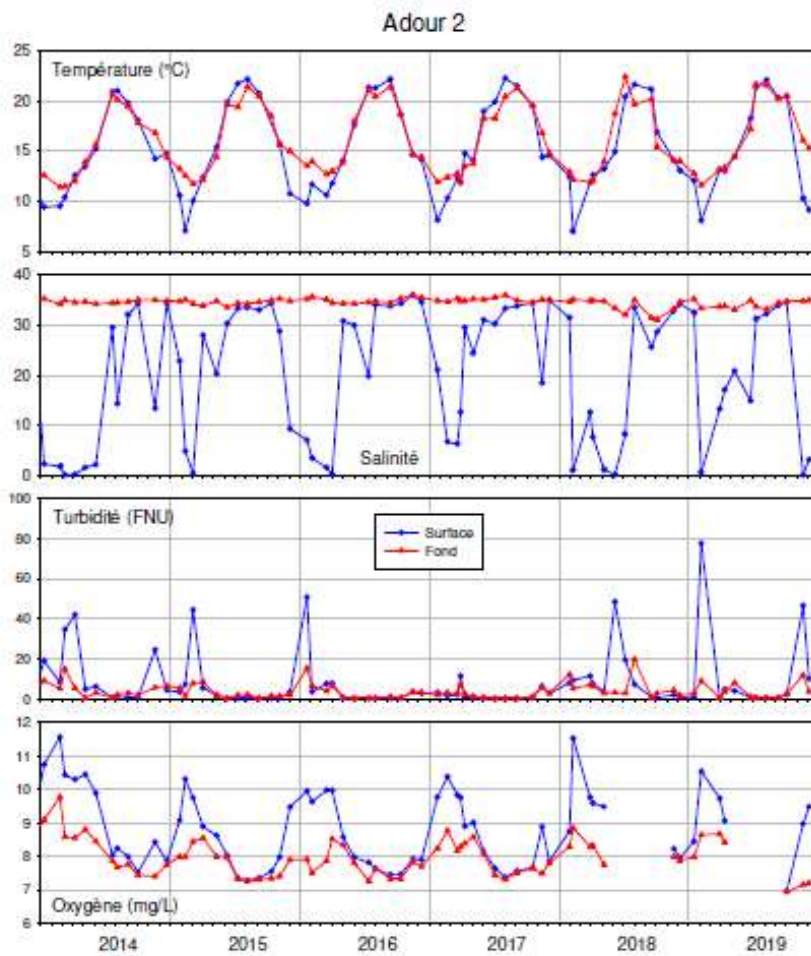 Adour 2
25
Température (°C)
20
15
10
5
40
30
20
10
Salinité
0
100
Turbidité (FNU)
80
Surface
Fond
60
40
20
0
12
11
10
9
8
7
Oxygène (mg/L)
6
2014 2015 2016 2017 2018 2019